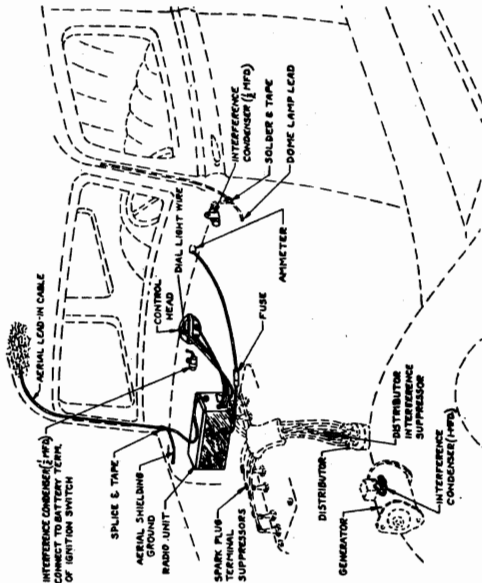 INTERFERENCE CONDENSER (½ MFD)
CONNECT TO BATTERY TERM.
OF IGNITION SWITCH
AERIAL LEAD-IN CABLE
SPLICE & TAPE
AERIAL SHIELDING
GROUND
RADIO UNIT
CONTROL
HEAD
DIAL LIGHT WIRE
INTERFERENCE
CONDENSER (½ MFD)
SOLDER & TAPE
DOME LAMP LEAD
AMMETER
FUSE
SPARK PLUG
TERMINAL
SUPPRESSORS
DISTRIBUTOR
INTERFERENCE
SUPPRESSOR
DISTRIBUTOR
GENERATOR
INTERFERENCE
CONDENSER (1 MFD)